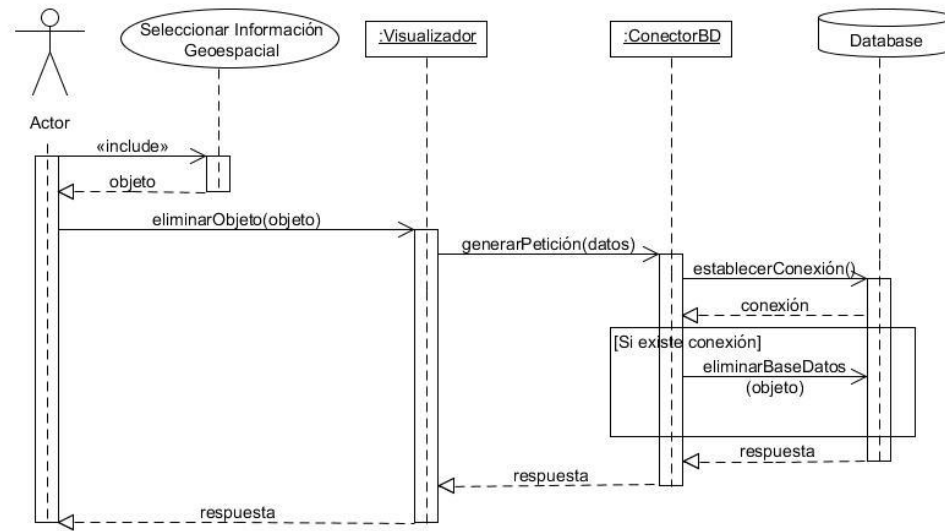 Seleccionar Información
Geoespacial
:Visualizador
:ConectorBD
Database
Actor
«include»
objeto
eliminarObjeto(objeto)
generarPetición(datos)
establecerConexión()
conexión
[Si existe conexión]
eliminarBaseDatos
(objeto)
respuesta
respuesta
respuesta